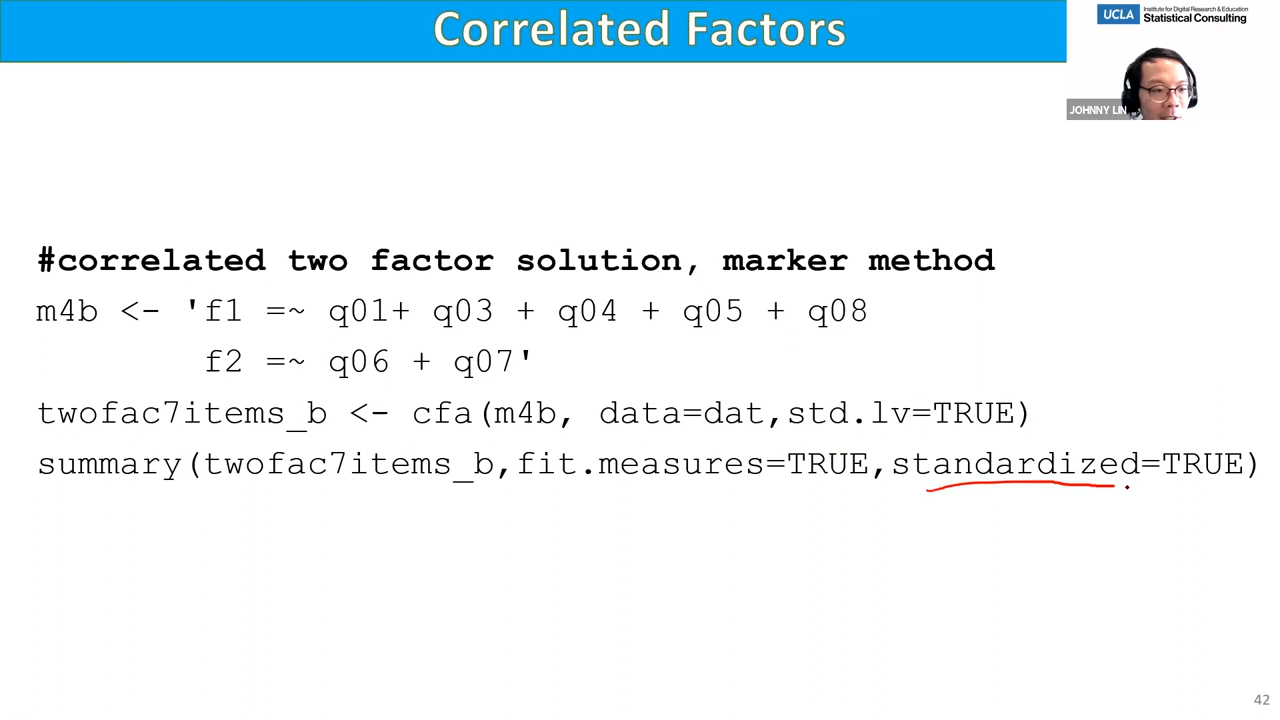 Correlated Factors
UCLA
Institute for Digital Research & Education
Statistical Consulting
JOHNNY LIN
#correlated two factor solution, marker method
m4b <- 'f1 =~ q01+ q03 + q04 + q05 + q08
f2 =~ q06 + q07'
twofac7items_b <- cfa(m4b, data=dat,std.lv=TRUE)
summary(twofac7items_b,fit.measures=TRUE,standardized=TRUE)
42